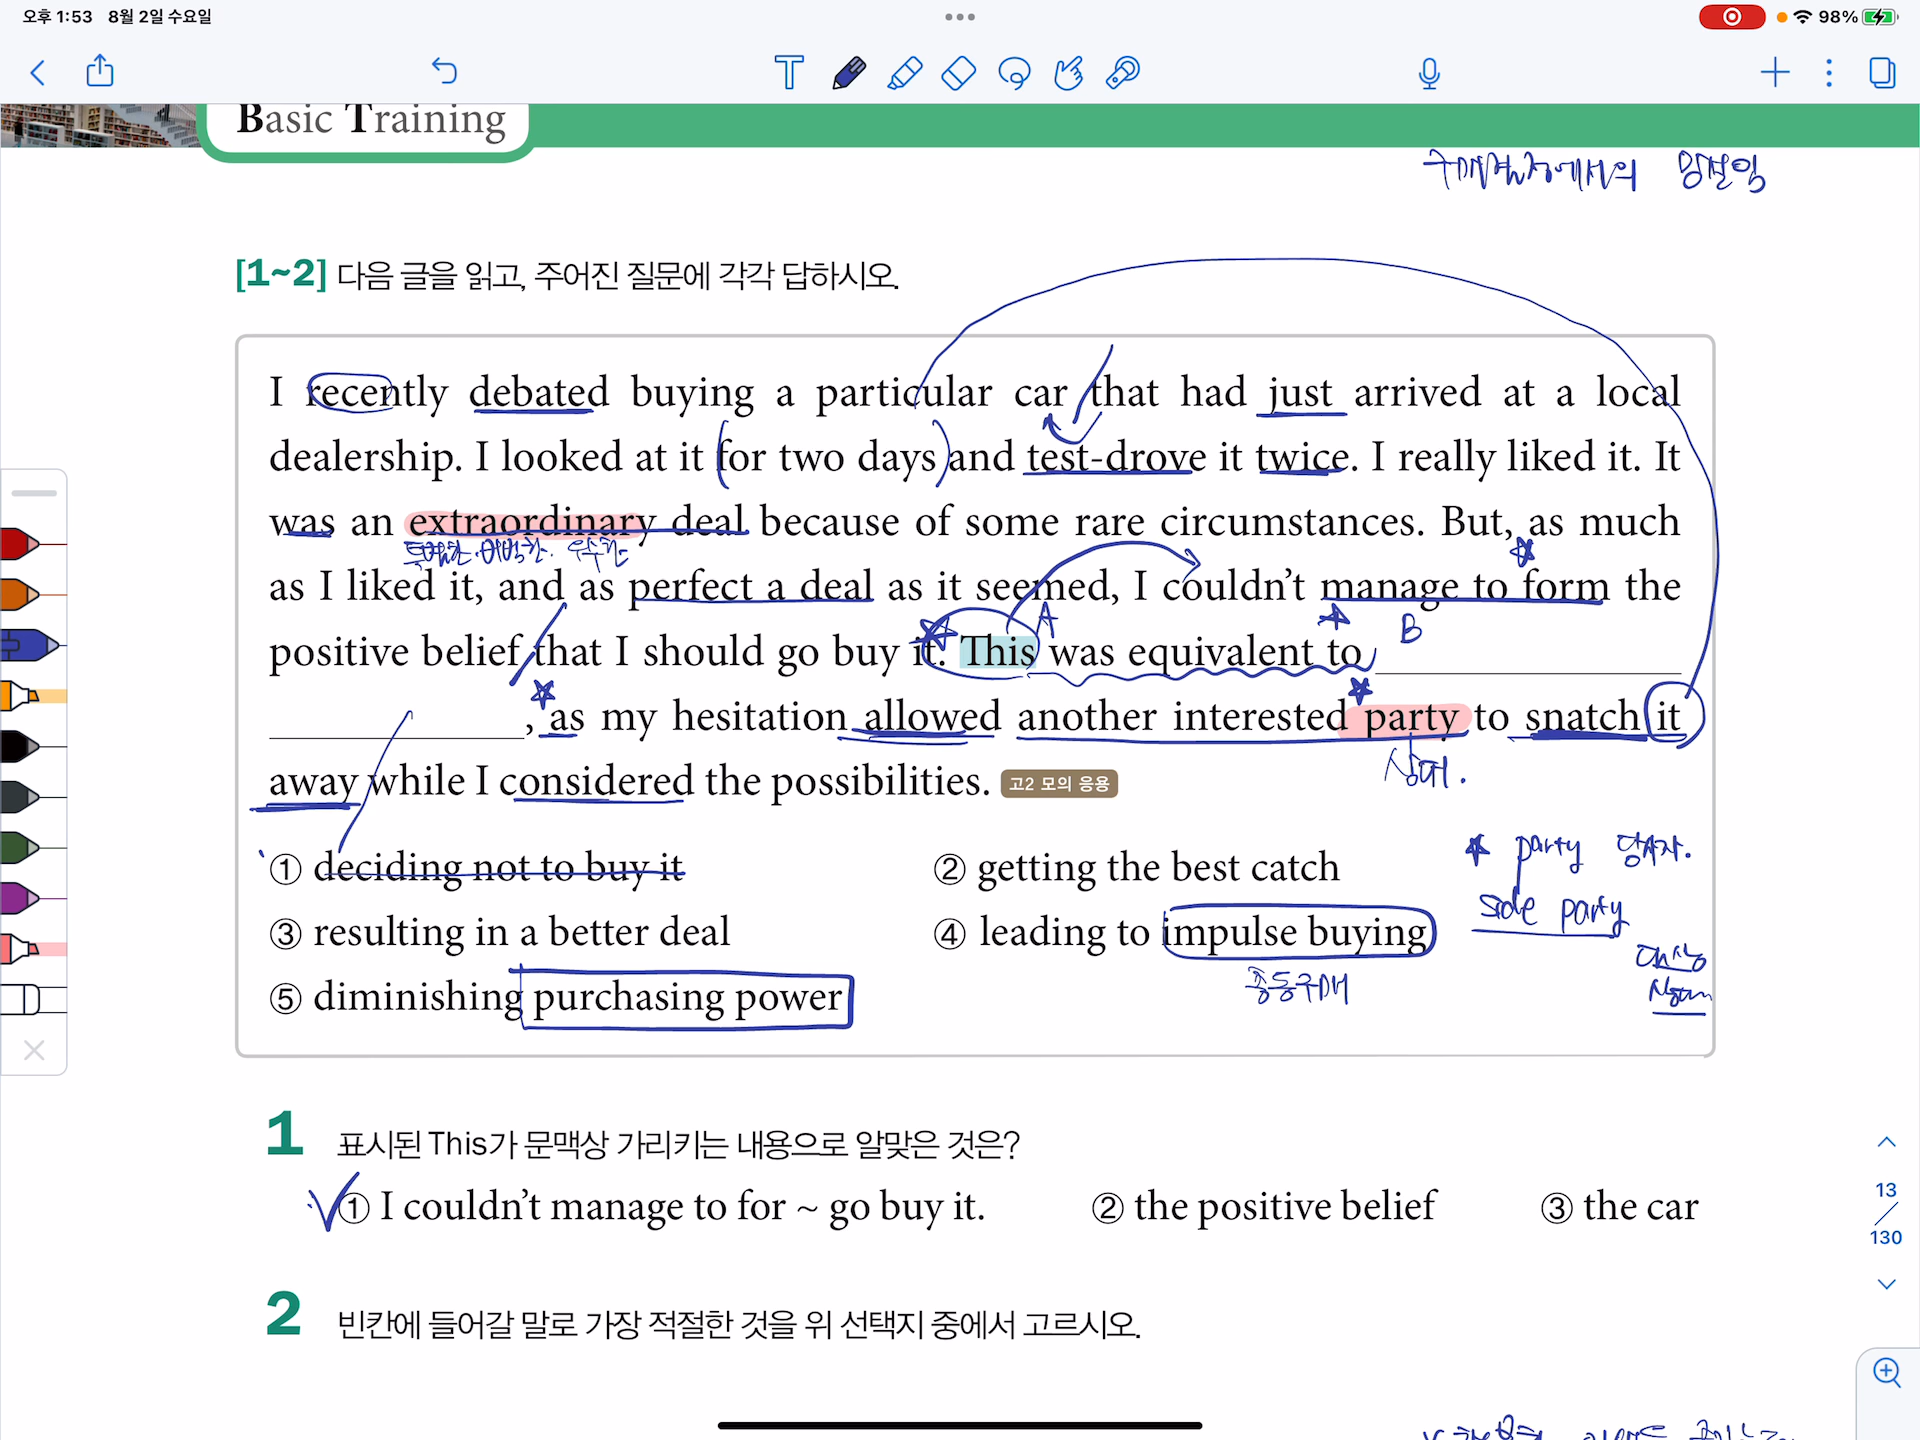 오후 1:53 8월 2일 수요일
98%
Basic Training
구매결정에서의 망설임
[1~2] 다음 글을 읽고, 주어진 질문에 각각 답하시오.
I recently debated buying a particular car that had just arrived at a local
dealership. I looked at it for two days and test-drove it twice. I really liked it. It
was an extraordinary deal because of some rare circumstances. But, as much
특별한
as I liked it, and as perfect a deal as it seemed, I couldn't manage to form the
A
B
positive belief that I should go buy it. This was equivalent to
, as my hesitation allowed another interested party to snatch it
상대.
away while I considered the possibilities. 고2 모의 응용
① deciding not to buy it ② getting the best catch
party 당사자.
side party
③ resulting in a better deal ④ leading to impulse buying
충동구매
⑤ diminishing purchasing power
1 표시된 This가 문맥상 가리키는 내용으로 알맞은 것은?
① I couldn't manage to for ~ go buy it. ② the positive belief ③ the car
13
130
2 빈칸에 들어갈 말로 가장 적절한 것을 위 선택지 중에서 고르시오.